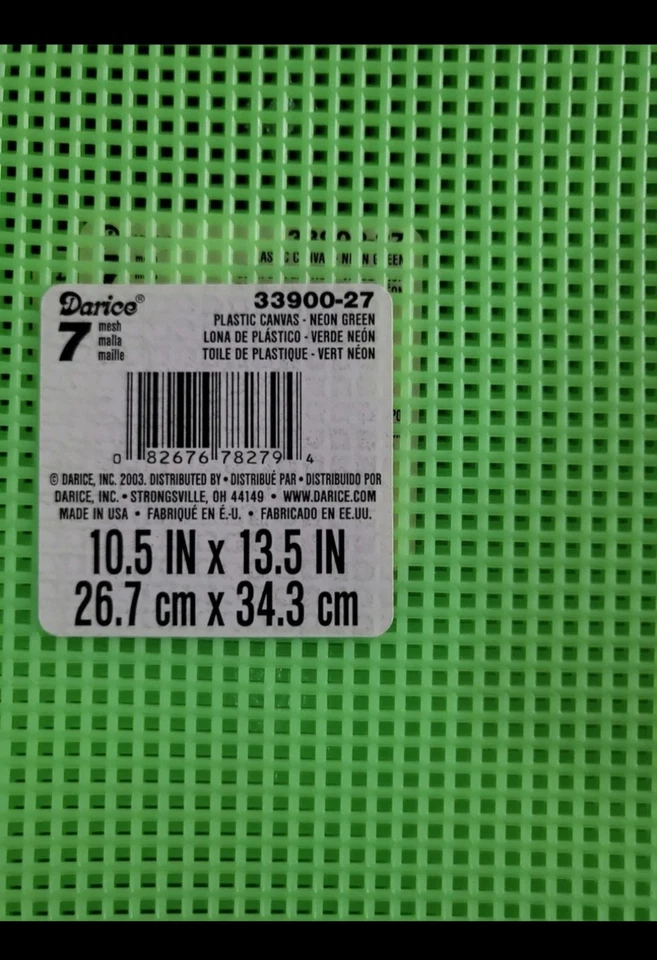 Darice®
7 mesh
malla
maille
33900-27
PLASTIC CANVAS - NEON GREEN
LONA DE PLÁSTICO - VERDE NEÓN
TOILE DE PLASTIQUE - VERT NÉON
0 82676 78279 4
© DARICE, INC. 2003. DISTRIBUTED BY • DISTRIBUÉ PAR • DISTRIBUIDO POR
DARICE, INC. • STRONGSVILLE, OH 44149 • WWW.DARICE.COM
MADE IN USA • FABRIQUÉ EN É.-U. • FABRICADO EN EE.UU.
10.5 IN x 13.5 IN
26.7 cm x 34.3 cm